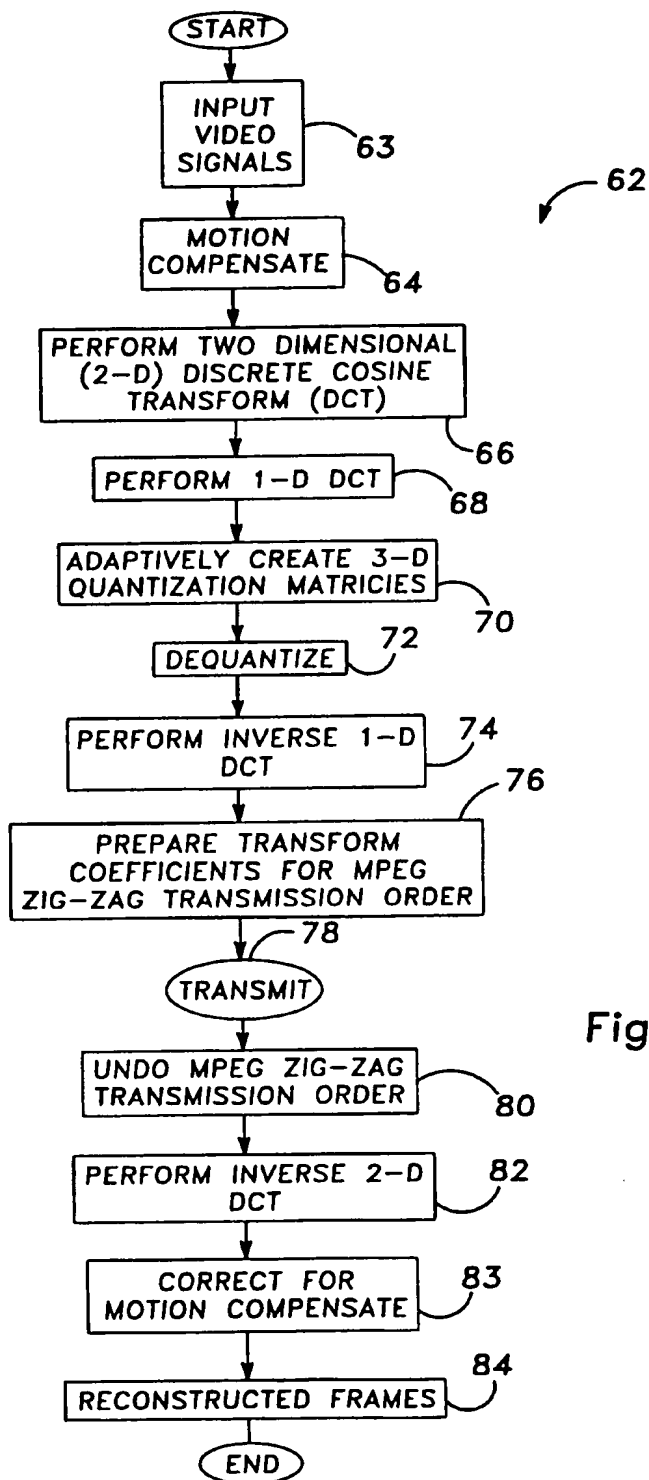 START
INPUT
VIDEO
SIGNALS
63
62
MOTION
COMPENSATE
64
PERFORM TWO DIMENSIONAL
(2-D) DISCRETE COSINE
TRANSFORM (DCT)
66
PERFORM 1-D DCT
68
ADAPTIVELY CREATE 3-D
QUANTIZATION MATRICIES
70
72
DEQUANTIZE
PERFORM INVERSE 1-D
DCT
74
76
PREPARE TRANSFORM
COEFFICIENTS FOR MPEG
ZIG-ZAG TRANSMISSION ORDER
78
TRANSMIT
Fig
UNDO MPEG ZIG-ZAG
TRANSMISSION ORDER
80
PERFORM INVERSE 2-D
DCT
82
CORRECT FOR
MOTION COMPENSATE
83
RECONSTRUCTED FRAMES
84
END